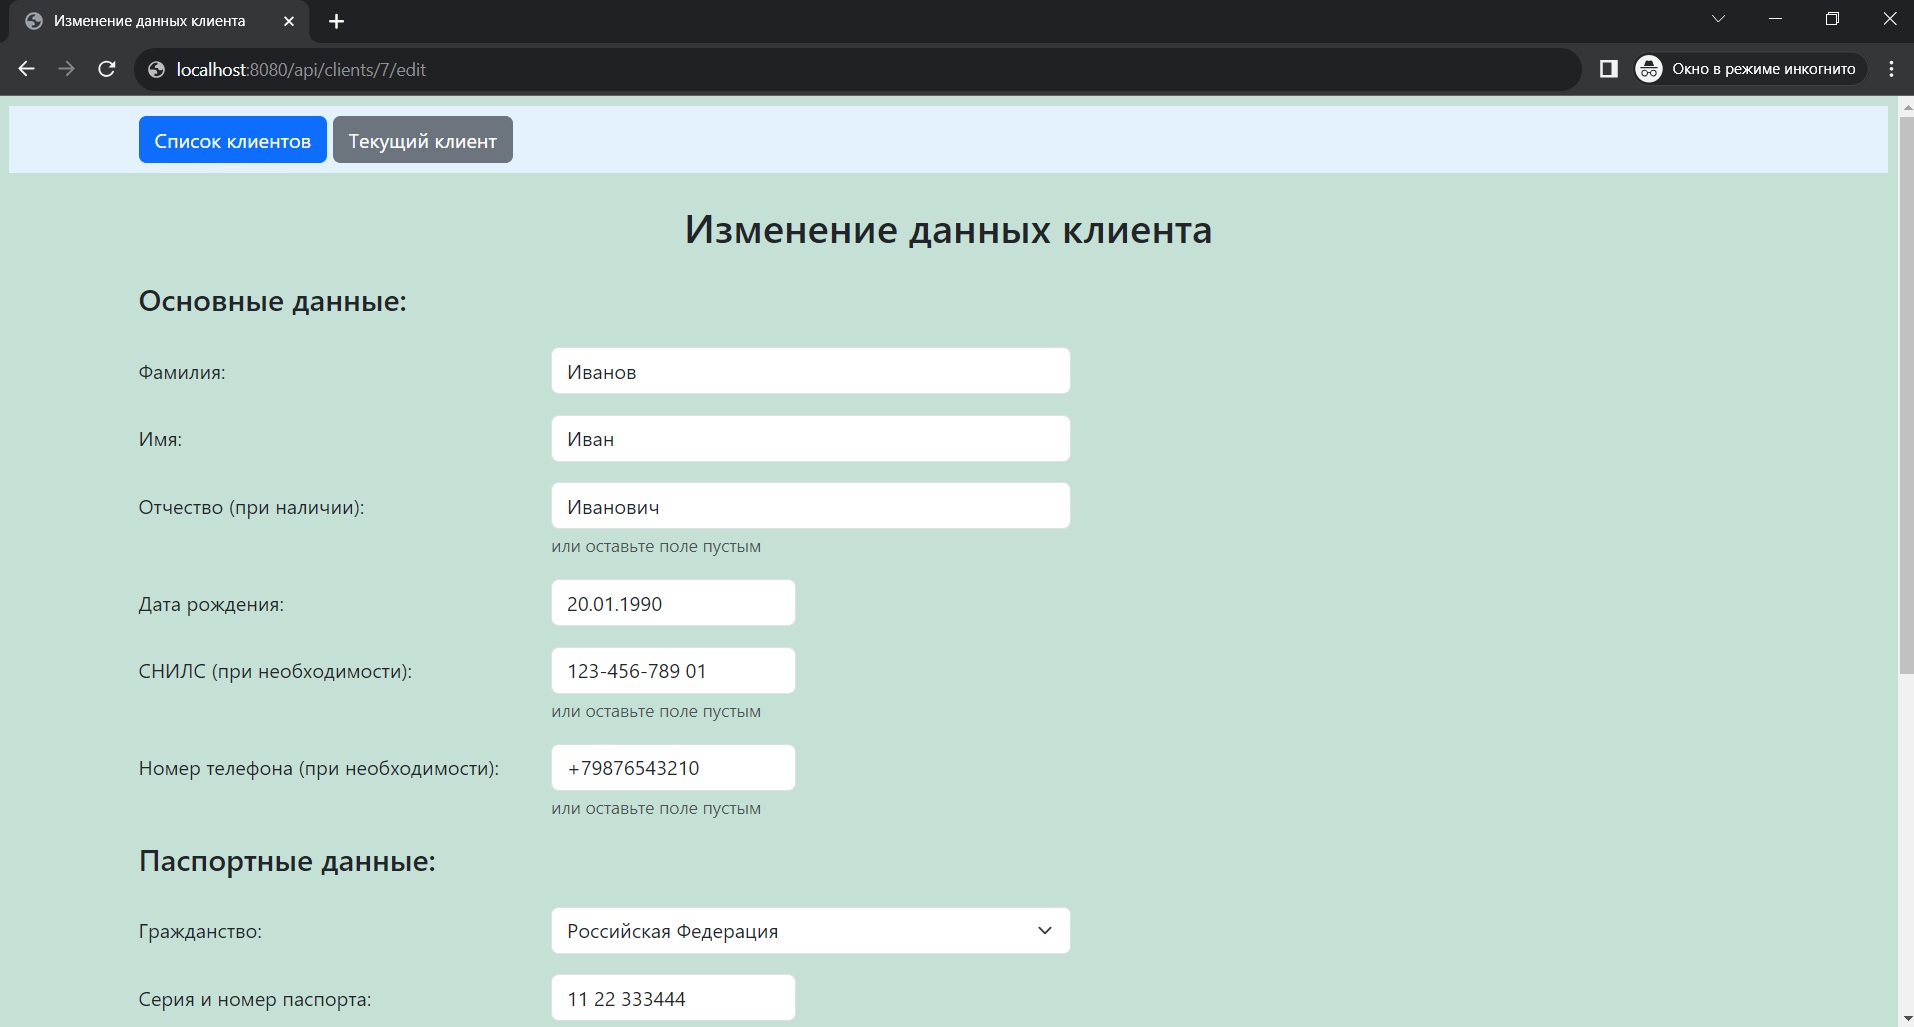 Изменение данных клиента
localhost:8080/api/clients/7/edit
Окно в режиме инкогнито
Список клиентов Текущий клиент
Изменение данных клиента
Основные данные:
Фамилия: Иванов
Имя: Иван
Отчество (при наличии): Иванович
или оставьте поле пустым
Дата рождения: 20.01.1990
СНИЛС (при необходимости): 123-456-789 01
или оставьте поле пустым
Номер телефона (при необходимости): +79876543210
или оставьте поле пустым
Паспортные данные:
Гражданство: Российская Федерация
Серия и номер паспорта: 11 22 333444